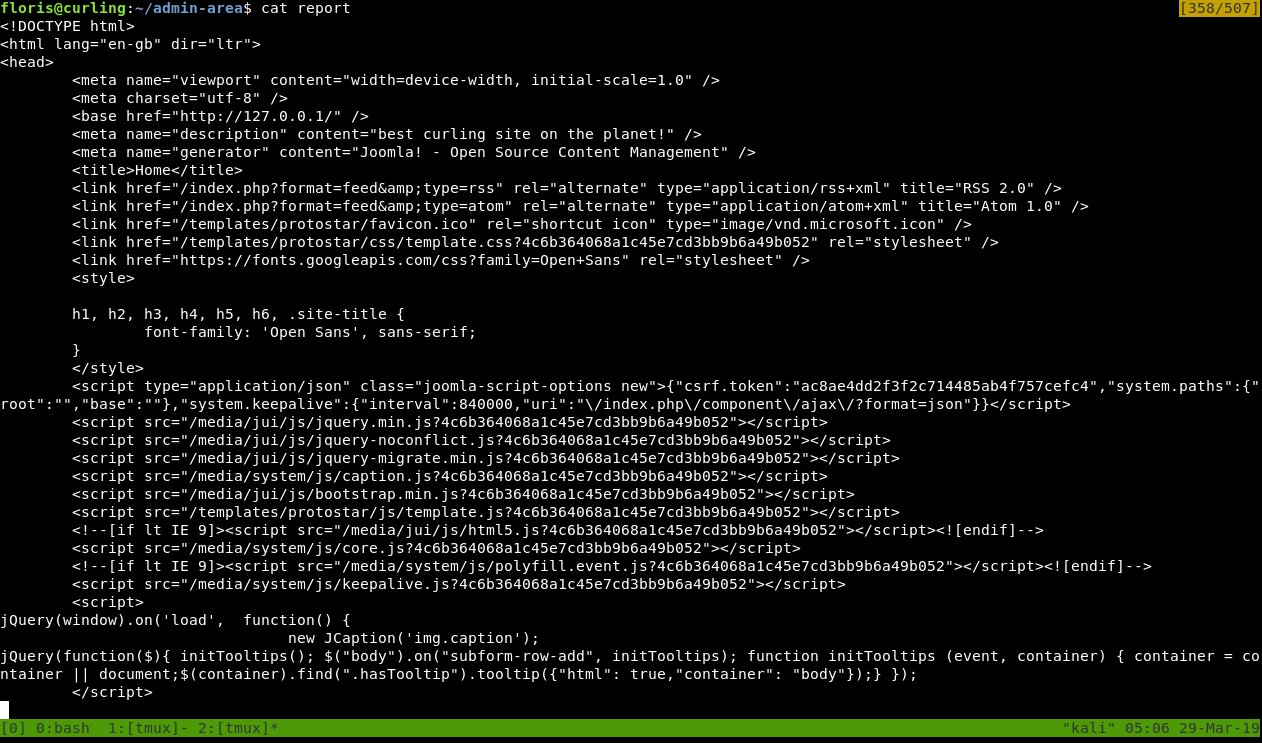 floris@curling:~/admin-area$ cat report [358/507]
<!DOCTYPE html>
<html lang="en-gb" dir="ltr">
<head>
        <meta name="viewport" content="width=device-width, initial-scale=1.0" />
        <meta charset="utf-8" />
        <base href="http://127.0.0.1/" />
        <meta name="description" content="best curling site on the planet!" />
        <meta name="generator" content="Joomla! - Open Source Content Management" />
        <title>Home</title>
        <link href="/index.php?format=feed&amp;type=rss" rel="alternate" type="application/rss+xml" title="RSS 2.0" />
        <link href="/index.php?format=feed&amp;type=atom" rel="alternate" type="application/atom+xml" title="Atom 1.0" />
        <link href="/templates/protostar/favicon.ico" rel="shortcut icon" type="image/vnd.microsoft.icon" />
        <link href="/templates/protostar/css/template.css?4c6b364068a1c45e7cd3bb9b6a49b052" rel="stylesheet" />
        <link href="https://fonts.googleapis.com/css?family=Open+Sans" rel="stylesheet" />
        <style>

        h1, h2, h3, h4, h5, h6, .site-title {
                font-family: 'Open Sans', sans-serif;
        }
        </style>
        <script type="application/json" class="joomla-script-options new">{"csrf.token":"ac8ae4dd2f3f2c714485ab4f757cefc4","system.paths":{"
root":"","base":""},"system.keepalive":{"interval":840000,"uri":"\/index.php\/component\/ajax\/?format=json"}}</script>
        <script src="/media/jui/js/jquery.min.js?4c6b364068a1c45e7cd3bb9b6a49b052"></script>
        <script src="/media/jui/js/jquery-noconflict.js?4c6b364068a1c45e7cd3bb9b6a49b052"></script>
        <script src="/media/jui/js/jquery-migrate.min.js?4c6b364068a1c45e7cd3bb9b6a49b052"></script>
        <script src="/media/system/js/caption.js?4c6b364068a1c45e7cd3bb9b6a49b052"></script>
        <script src="/media/jui/js/bootstrap.min.js?4c6b364068a1c45e7cd3bb9b6a49b052"></script>
        <script src="/templates/protostar/js/template.js?4c6b364068a1c45e7cd3bb9b6a49b052"></script>
        <!--[if lt IE 9]><script src="/media/jui/js/html5.js?4c6b364068a1c45e7cd3bb9b6a49b052"></script><![endif]-->
        <script src="/media/system/js/core.js?4c6b364068a1c45e7cd3bb9b6a49b052"></script>
        <!--[if lt IE 9]><script src="/media/system/js/polyfill.event.js?4c6b364068a1c45e7cd3bb9b6a49b052"></script><![endif]-->
        <script src="/media/system/js/keepalive.js?4c6b364068a1c45e7cd3bb9b6a49b052"></script>
        <script>
jQuery(window).on('load',  function() {
                                new JCaption('img.caption');
jQuery(function($){ initTooltips(); $("body").on("subform-row-add", initTooltips); function initTooltips (event, container) { container = co
ntainer || document;$(container).find(".hasTooltip").tooltip({"html": true,"container": "body"});} });
        </script>
[0] 0:bash  1:[tmux]- 2:[tmux]* "kali" 05:06 29-Mar-19